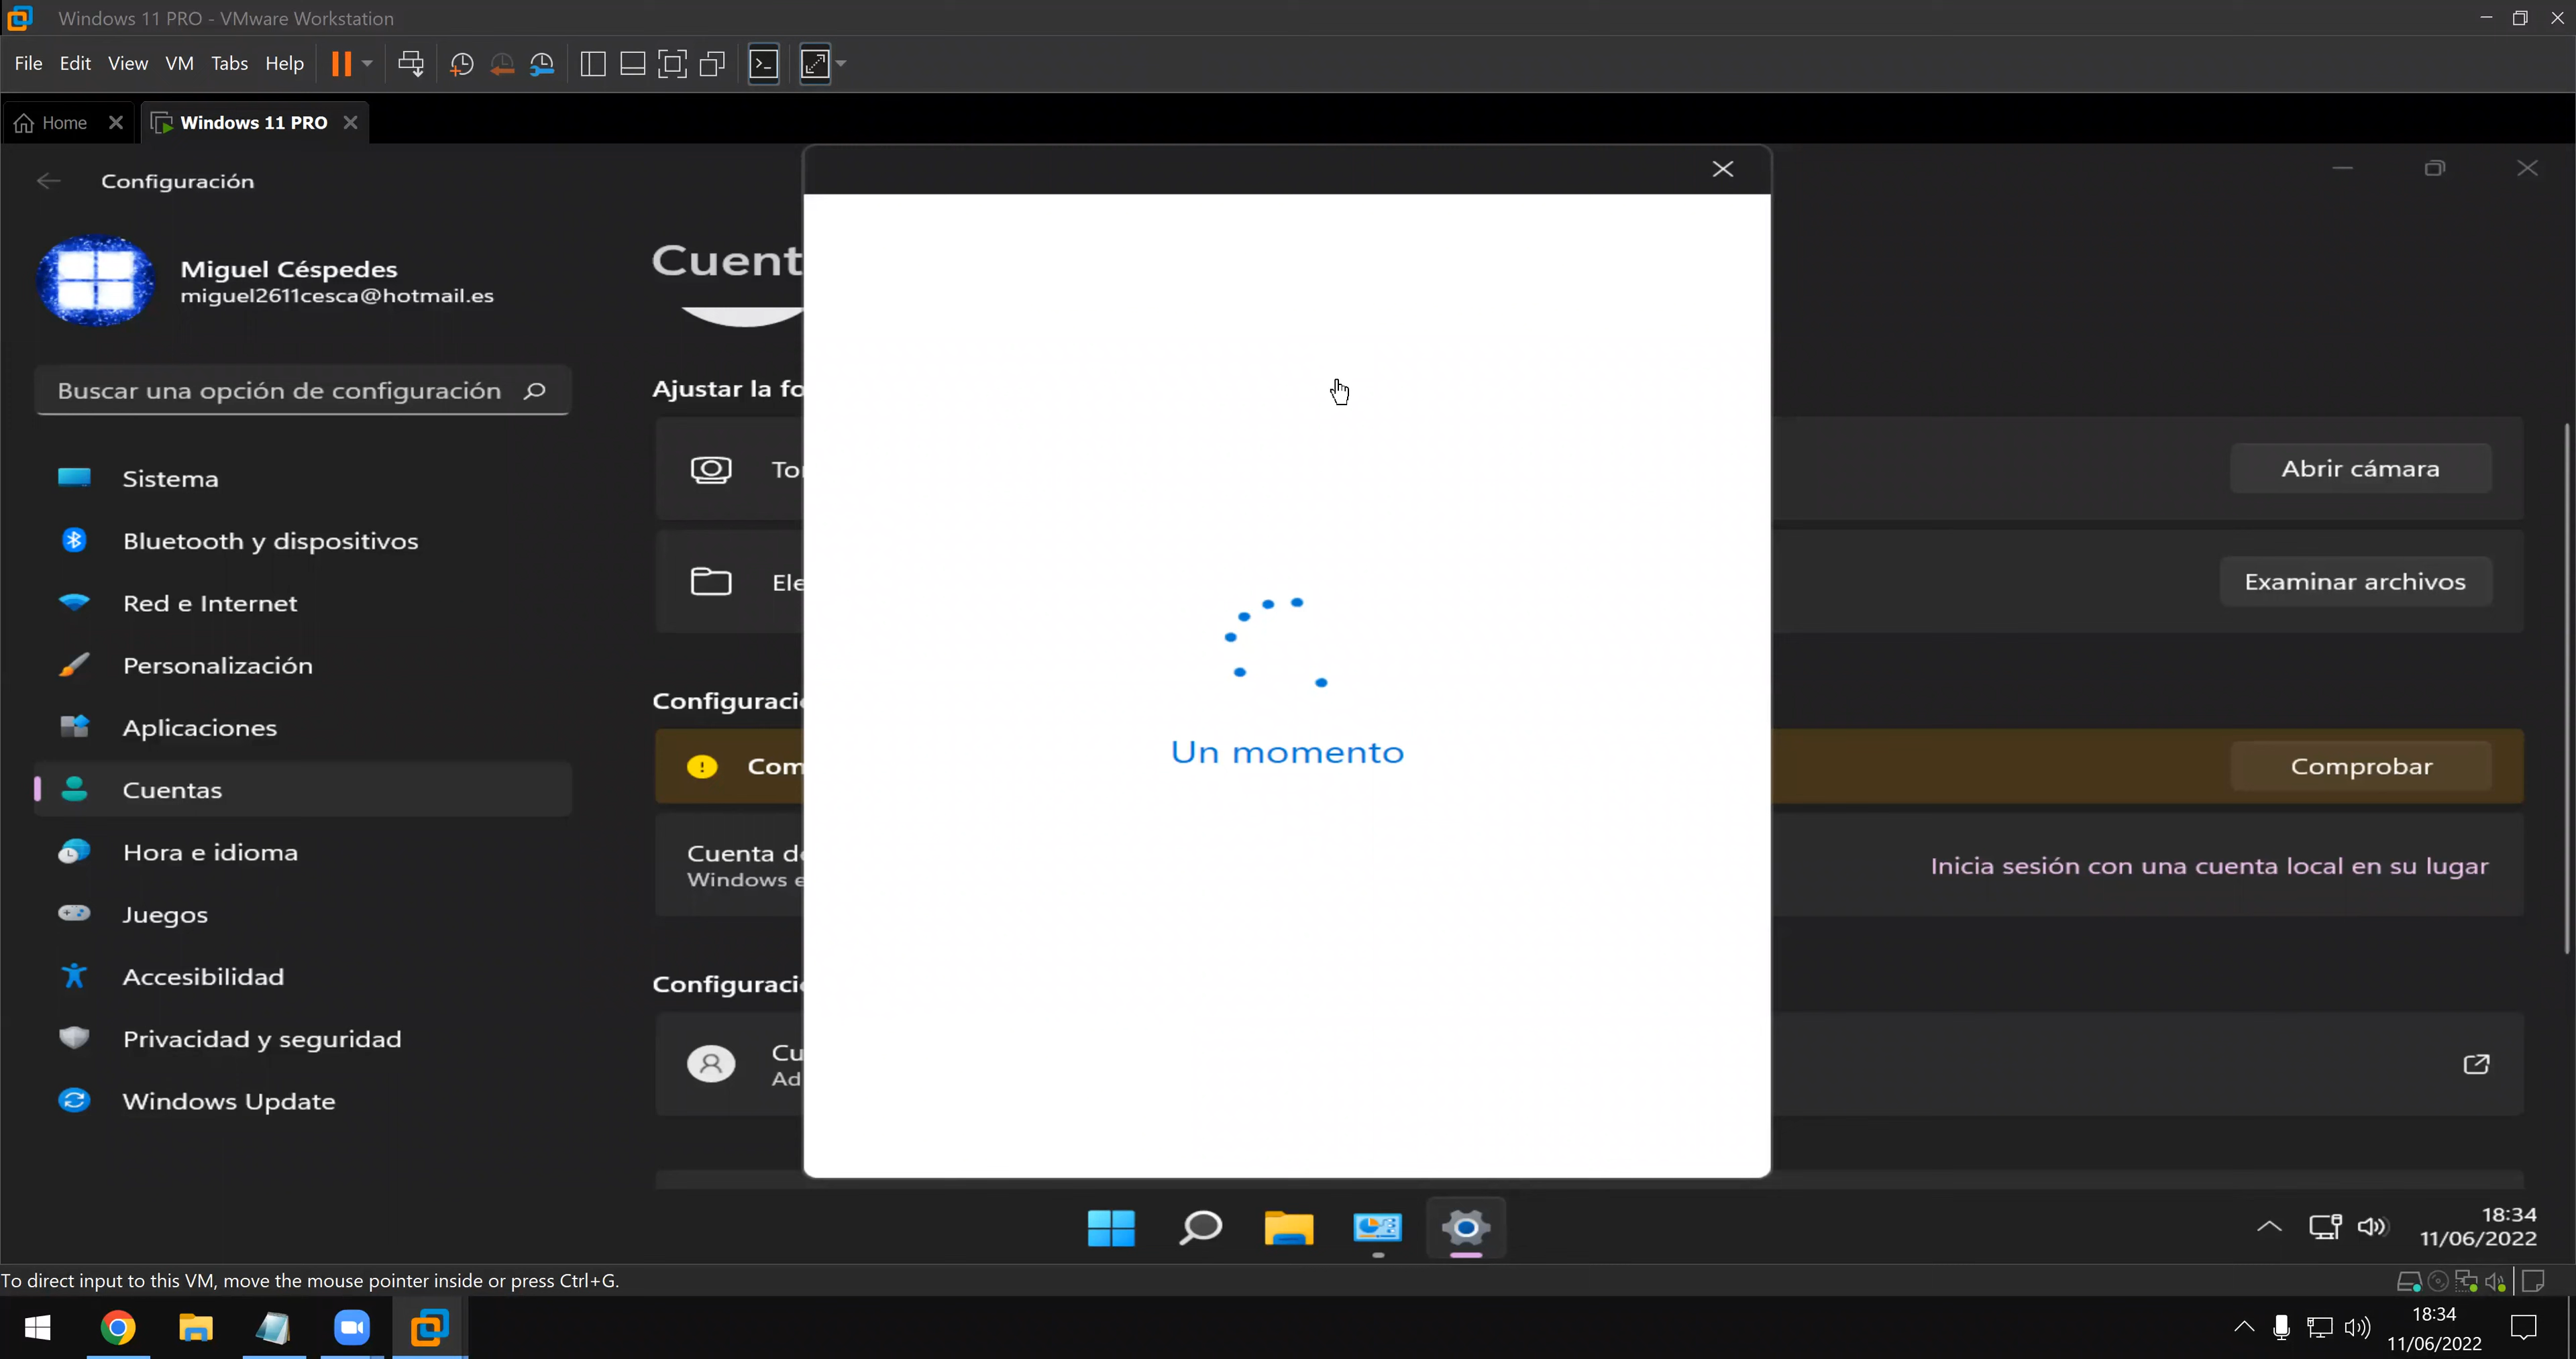 Windows 11 PRO - VMware Workstation
File Edit View VM Tabs Help
Home Windows 11 PRO
Configuración
Miguel Céspedes
miguel2611cesca@hotmail.es
Buscar una opción de configuración
Sistema
Bluetooth y dispositivos
Red e Internet
Personalización
Aplicaciones
Cuentas
Hora e idioma
Juegos
Accesibilidad
Privacidad y seguridad
Windows Update
Cuent
Ajustar la fo
Tor
Abrir cámara
Ele
Examinar archivos
Configuraci
Com
Comprobar
Cuenta de
Windows e
Inicia sesión con una cuenta local en su lugar
Configuraci
Cu
Ad
Un momento
18:34
11/06/2022
To direct input to this VM, move the mouse pointer inside or press Ctrl+G.
18:34
11/06/2022